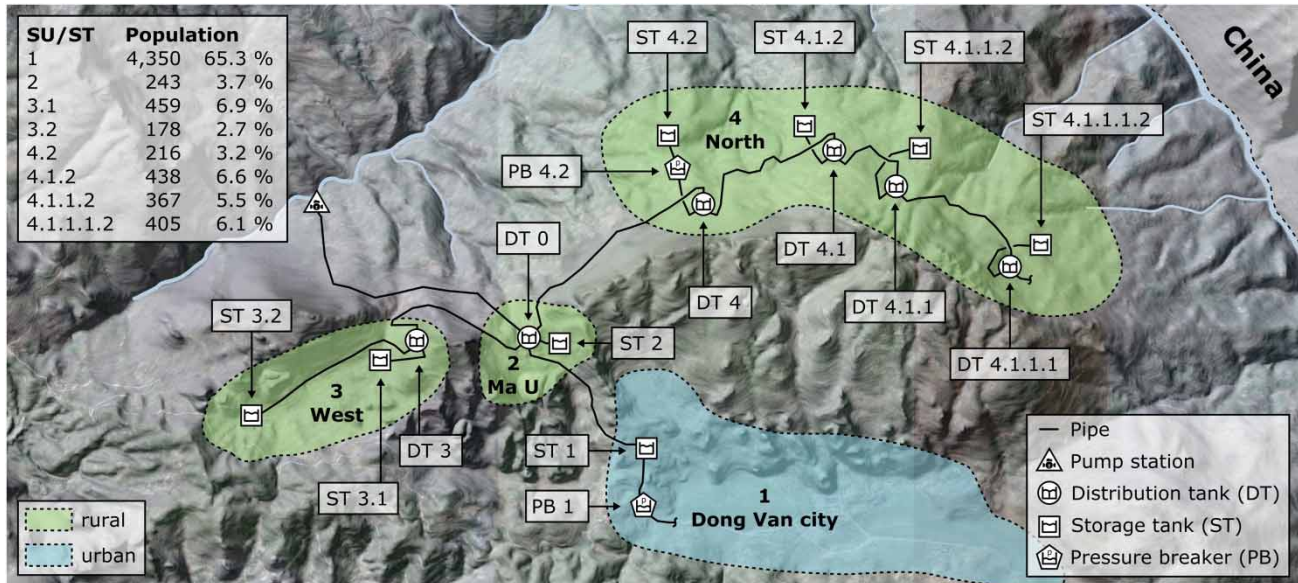 SU/ST Population
1 4,350 65.3 %
2 243 3.7 %
3.1 459 6.9 %
3.2 178 2.7 %
4.2 216 3.2 %
4.1.2 438 6.6 %
4.1.1.2 367 5.5 %
4.1.1.1.2 405 6.1 %
ST 4.2
ST 4.1.2
ST 4.1.1.2
China
ST 4.1.1.1.2
4
North
PB 4.2
DT 0
DT 4.1
DT 4
DT 4.1.1
ST 3.2
ST 2
DT 4.1.1.1
2
Ma U
3
West
DT 3
ST 1
ST 3.1
PB 1
1
Dong Van city
rural
urban
Pipe
Pump station
Distribution tank (DT)
Storage tank (ST)
Pressure breaker (PB)